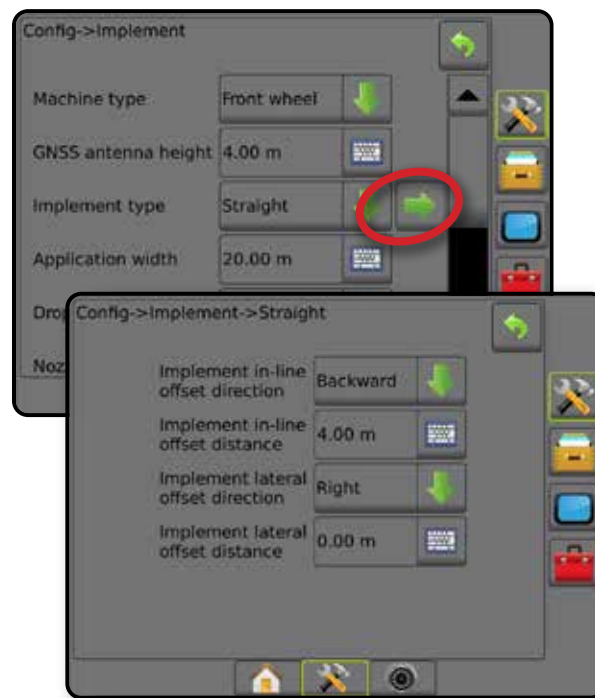 Config->Implement
Machine type Front wheel
GNSS antenna height 4.00 m
Implement type Straight
Application width 20.00 m
Config->Implement->Straight
Implement in-line
offset direction Backward
Implement in-line
offset distance 4.00 m
Implement lateral
offset direction Right
Implement lateral
offset distance 0.00 m